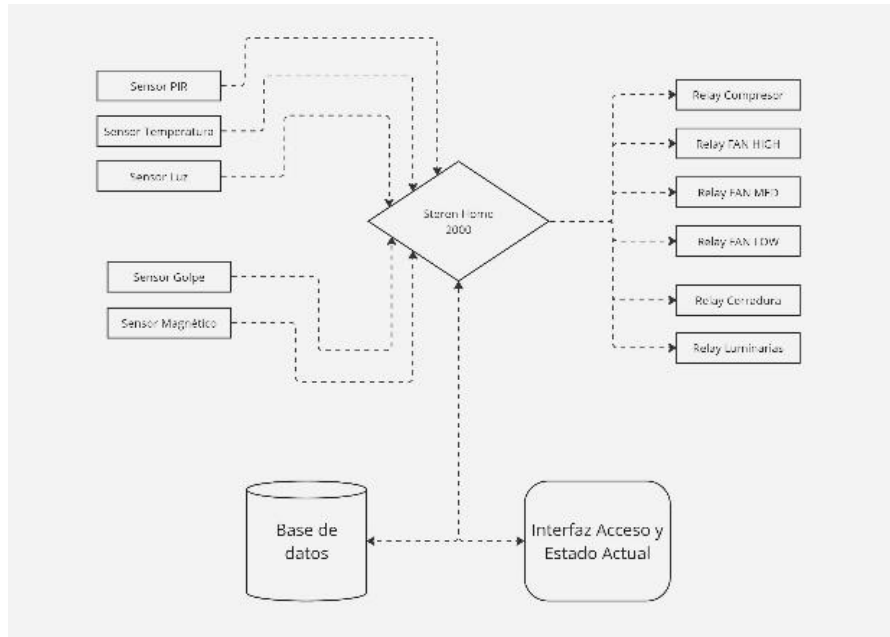 Sensor PIR
Sensor Temperatura
Sensor Luz
Sensor Golpe
Sensor Magnético
Steren Home
2000
Relay Compresor
Relay FAN HIGH
Relay FAN MED
Relay FAN LOW
Relay Cerradura
Relay Luminarias
Base de
datos
Interfaz Acceso y
Estado Actual